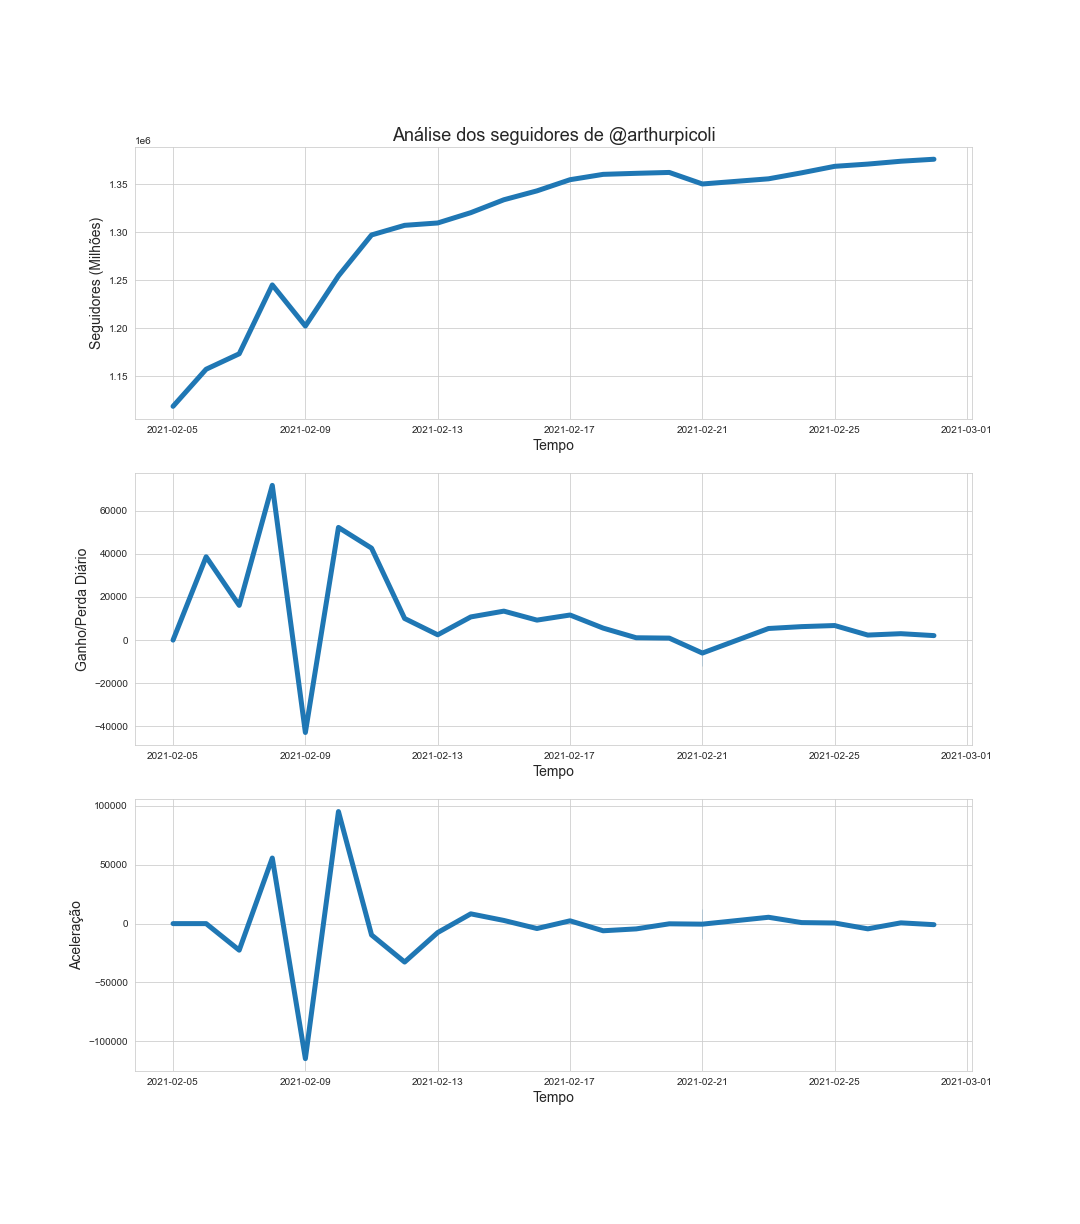 Análise dos seguidores de @arthurpicoli
1e6
1.35
1.30
1.25
1.20
1.15
Seguidores (Milhões)
2021-02-05 2021-02-09 2021-02-13 2021-02-17 2021-02-21 2021-02-25 2021-03-01
Tempo
60000
40000
20000
0
−20000
−40000
Ganho/Perda Diário
2021-02-05 2021-02-09 2021-02-13 2021-02-17 2021-02-21 2021-02-25 2021-03-01
Tempo
100000
50000
0
−50000
−100000
Aceleração
2021-02-05 2021-02-09 2021-02-13 2021-02-17 2021-02-21 2021-02-25 2021-03-01
Tempo